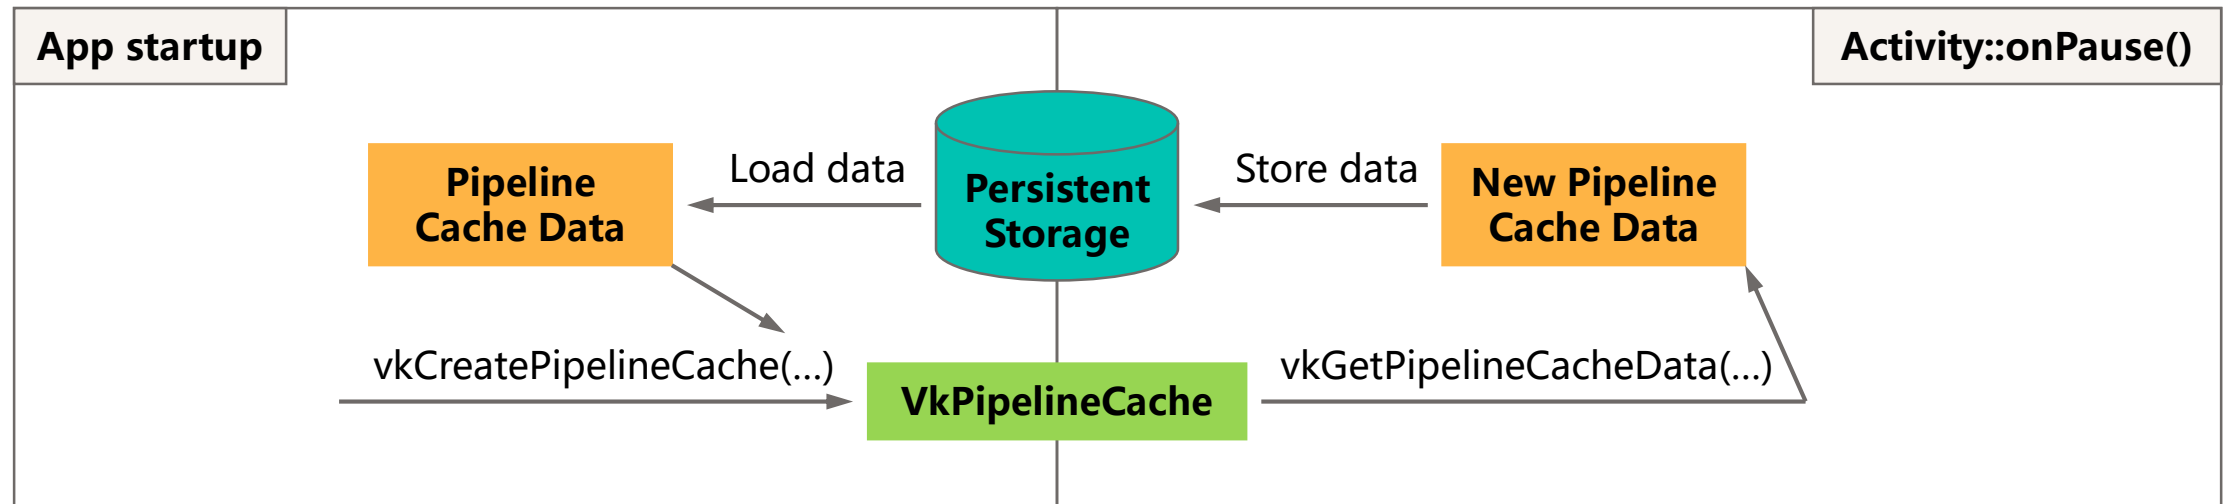 App startup
Activity::onPause()
Pipeline
Cache Data
Load data
Persistent
Storage
Store data
New Pipeline
Cache Data
vkCreatePipelineCache(...)
VkPipelineCache
vkGetPipelineCacheData(...)